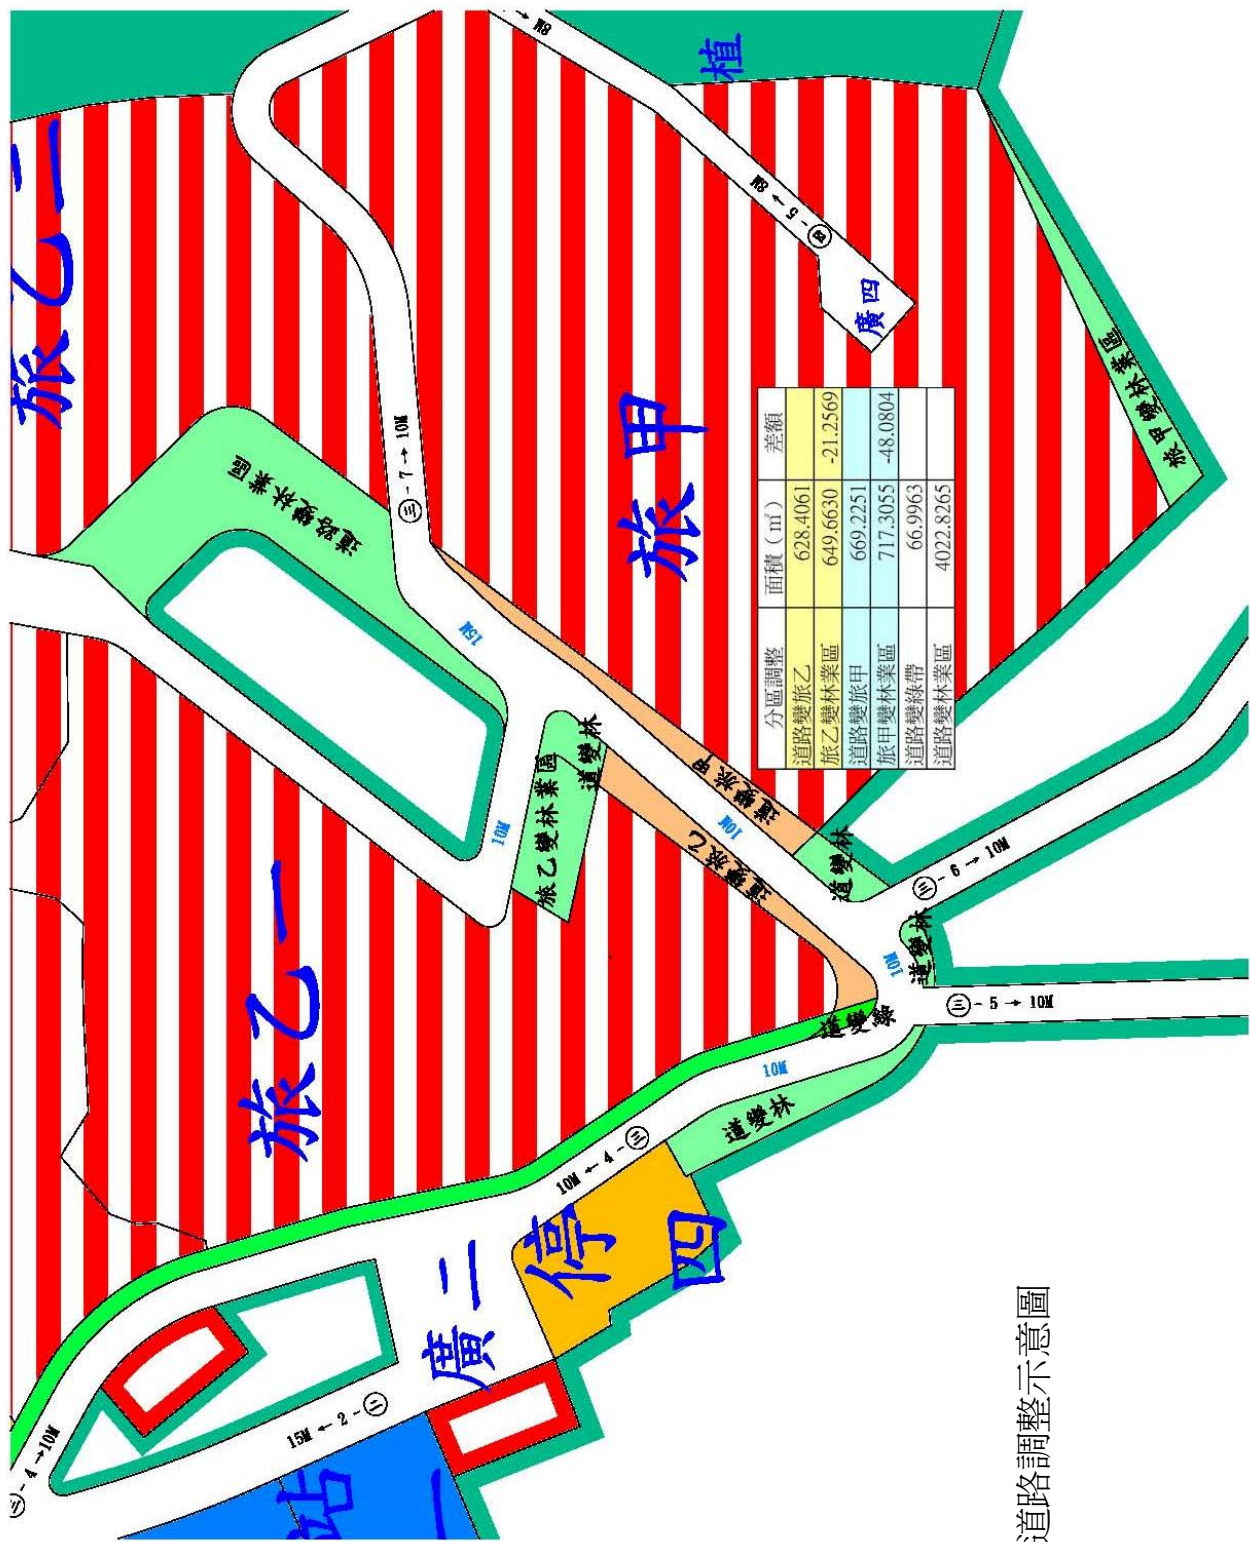 旅乙二
植
8M
㊃-5→8M
廣四
旅甲變林業區
道路變林業區
㊂-7→10M
旅甲
15M
分區調整 面積(㎡) 差額
道路變旅乙 628.4061
旅乙變林業區 649.6630 -21.2569
道路變旅甲 669.2251
旅甲變林業區 717.3055 -48.0804
道路變綠帶 66.9963
道路變林業區 4022.8265
道變林
旅乙變林業區
10M
道變旅甲
10M
道變旅乙
道變林
㊂-6→10M
道變林
10M
㊂-5→10M
道變綠
10M
道變林
旅乙一
㊂-4→10M
停四
廣二
㊁-2→15M
㊂-4→10M
站一
道路調整示意圖